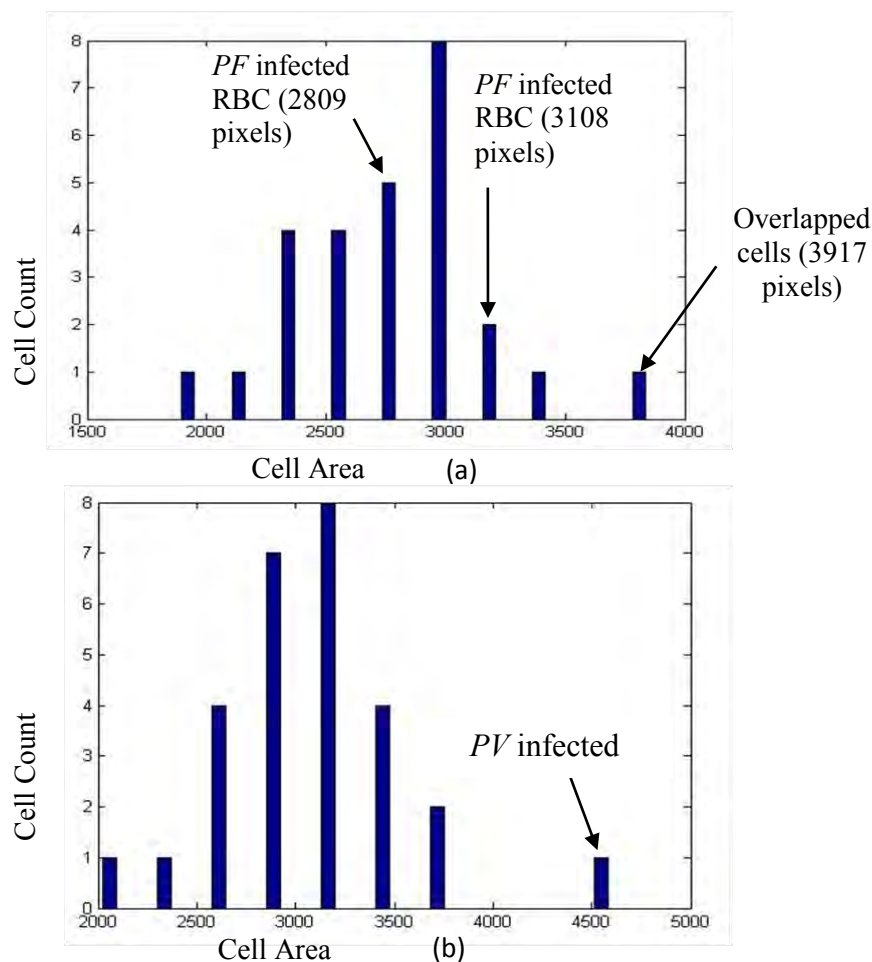 8
7
6
5
4
3
2
1
0
1500
2000
2500
3000
3500
4000
PF infected
RBC (2809
pixels)
PF infected
RBC (3108
pixels)
Overlapped
cells (3917
pixels)
Cell Count
Cell Area
(a)
8
7
6
5
4
3
2
1
0
2000
2500
3000
3500
4000
4500
5000
PV infected
Cell Count
Cell Area
(b)